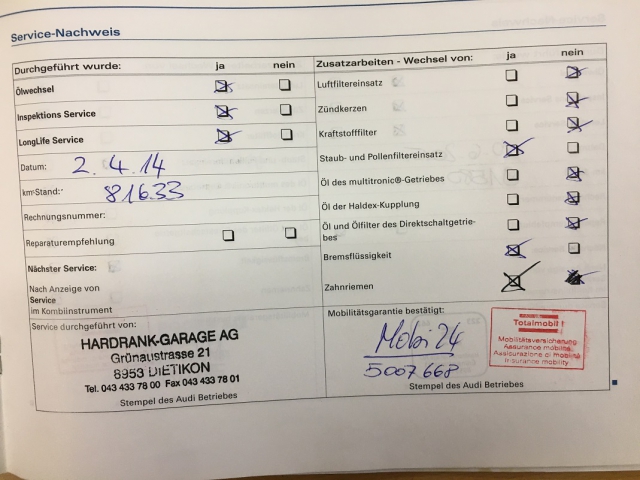 Service-Nachweis
Durchgeführt wurde: ja nein
Ölwechsel
Inspektions Service
LongLife Service
Datum: 2.4.14
km-Stand: 81633
Rechnungsnummer:
Reparaturempfehlung
Nächster Service:
Nach Anzeige von
Service
im Kombiinstrument
Service durchgeführt von:
HARDRANK-GARAGE AG
Grünaustrasse 21
8953 DIETIKON
Tel. 043 433 78 00 Fax 043 433 78 01
Stempel des Audi Betriebes
Zusatzarbeiten - Wechsel von: ja nein
Luftfiltereinsatz
Zündkerzen
Kraftstofffilter
Staub- und Pollenfiltereinsatz
Öl des multitronic®-Getriebes
Öl der Haldex-Kupplung
Öl und Ölfilter des Direktschaltgetrie-
bes
Bremsflüssigkeit
Zahnriemen
Mobilitätsgarantie bestätigt:
Mobi 24
5007668
Totalmobil!
Mobilitätsversicherung
Assurance mobilité
Assicurazione di mobilità
Insurance mobility
Stempel des Audi Betriebes